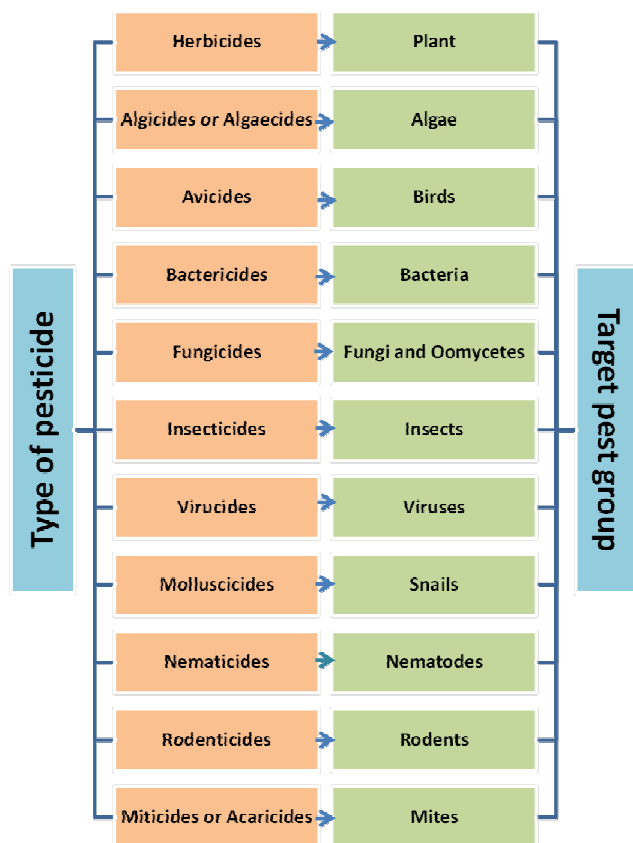 Type of pesticide
Herbicides
Plant
Algicides or Algaecides
Algae
Avicides
Birds
Bactericides
Bacteria
Fungicides
Fungi and Oomycetes
Insecticides
Insects
Virucides
Viruses
Molluscicides
Snails
Nematicides
Nematodes
Rodenticides
Rodents
Miticides or Acaricides
Mites
Target pest group